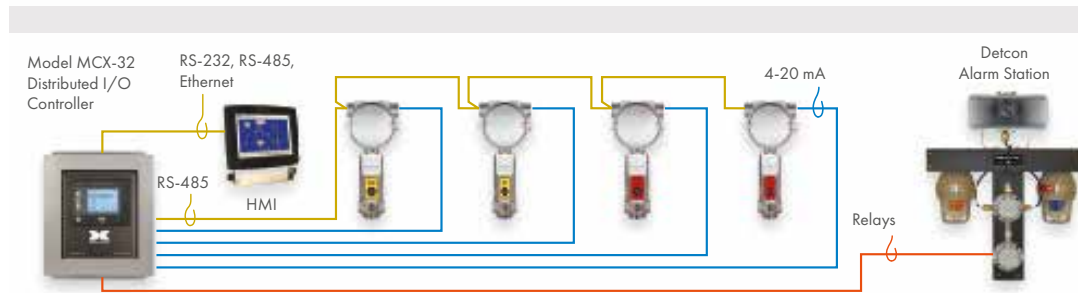 Model MCX-32
Distributed I/O
Controller
RS-232, RS-485,
Ethernet
4-20 mA
Detcon
Alarm Station
RS-485
HMI
Relays